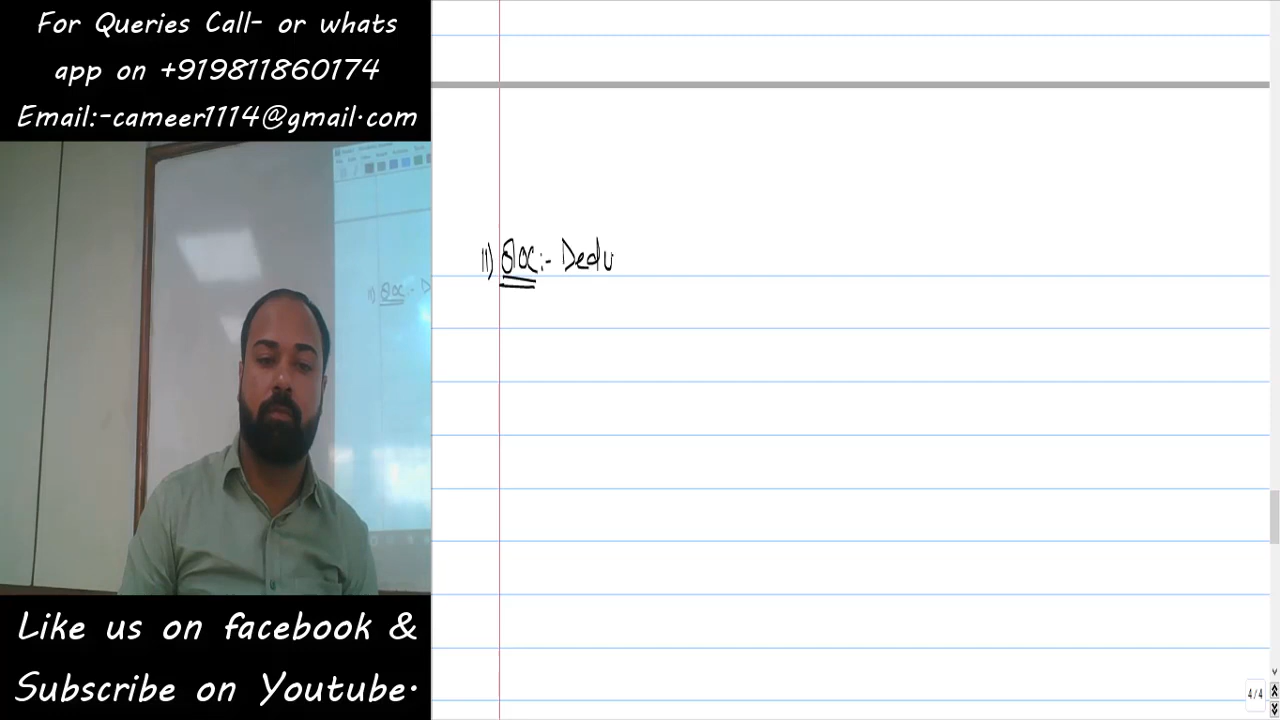 For Queries Call- or whats
app on +919811860174
Email:-cameer1114@gmail.com
11) 80C:- Dedu
Like us on facebook &
Subscribe on Youtube.
4/4